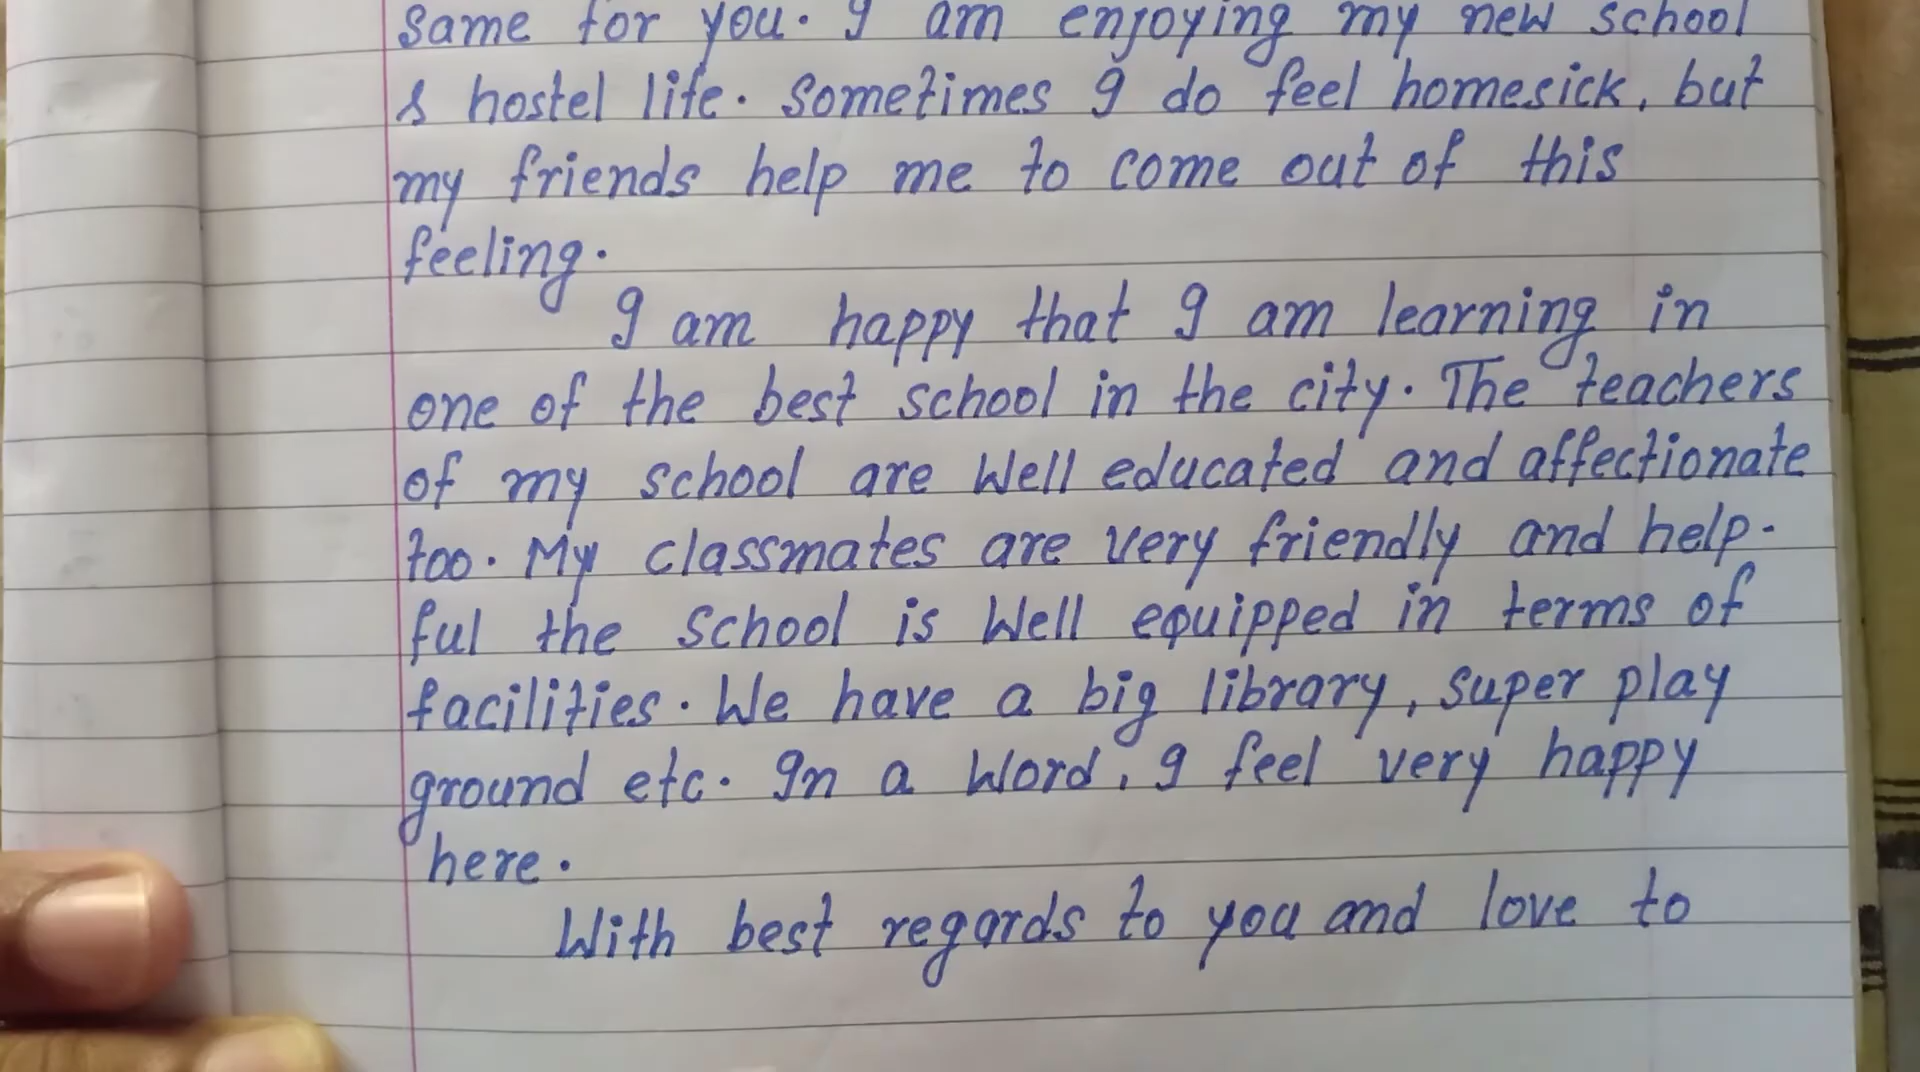 same for you. I am enjoying my new school
& hostel life. Sometimes I do feel homesick, but
my friends help me to come out of this
feeling.
I am happy that I am learning in
one of the best school in the city. The teachers
of my school are Well educated and affectionate
too. My classmates are very friendly and help-
ful the School is Well equipped in terms of
facilities. We have a big library, super play
ground etc. In a Word, I feel very happy
here.
With best regards to you and love to